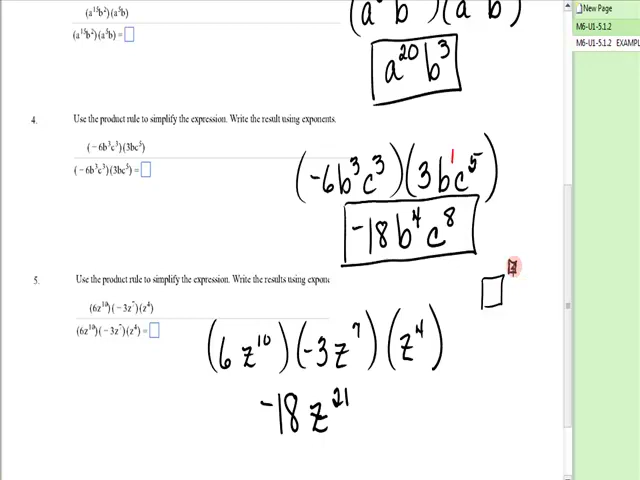 (a¹⁵b²)(a⁵b)
(a¹⁵b²)(a⁵b) =
a²⁰ b³
4.
Use the product rule to simplify the expression. Write the result using exponents.
(−6b³c³)(3bc⁵)
(−6b³c³)(3bc⁵) =
(-6b³c³)(3b¹c⁵)
-18b⁴c⁸
5.
Use the product rule to simplify the expression. Write the results using expone
(6z¹⁰)(−3z⁷)(z⁴)
(6z¹⁰)(−3z⁷)(z⁴) =
(6z¹⁰)(-3z⁷)(z⁴)
-18z²¹
New Page
M6-U1-5.1.2
M6-U1-5.1.2 EXAMPL